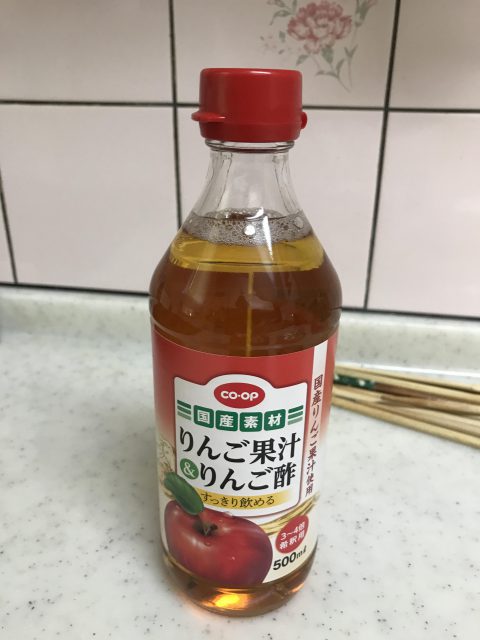 co·op
国産素材
りんご果汁
&りんご酢
すっきり飲める
3~4倍
希釈用
500mℓ
国産りんご果汁使用